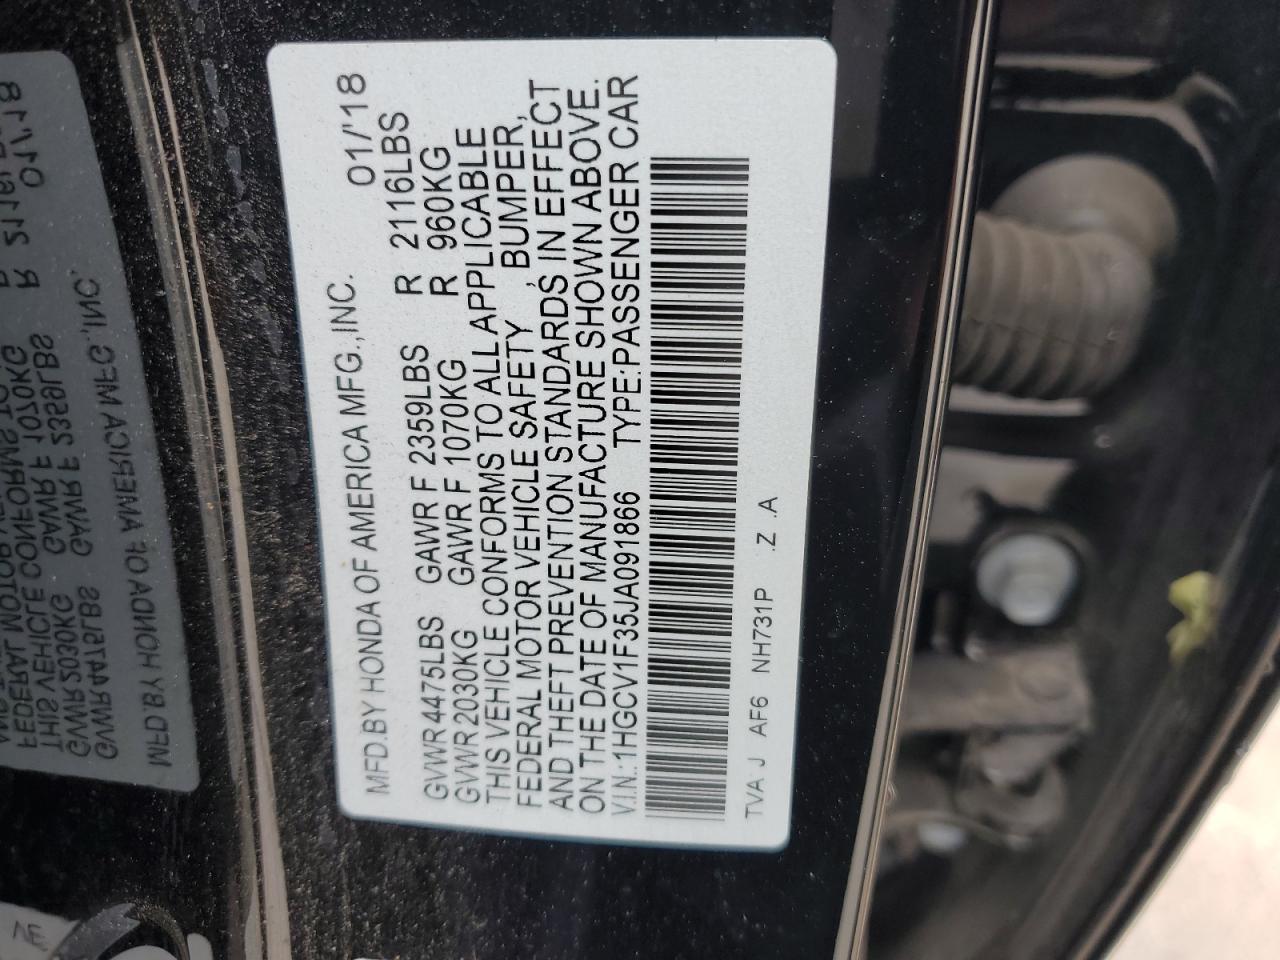 MFD.BY HONDA OF AMERICA MFG.,INC. 01/'18
GVWR 4475LBS GAWR F 2359LBS R 2116LBS
GVWR 2030KG GAWR F 1070KG R 960KG
THIS VEHICLE CONFORMS TO ALL APPLICABLE
FEDERAL MOTOR VEHICLE SAFETY , BUMPER,
AND THEFT PREVENTION STANDARDS IN EFFECT
ON THE DATE OF MANUFACTURE SHOWN ABOVE.
V.I.N.:1HGCV1F35JA091866 TYPE:PASSENGER CAR
TVA J AF6 NH731P .Z .A